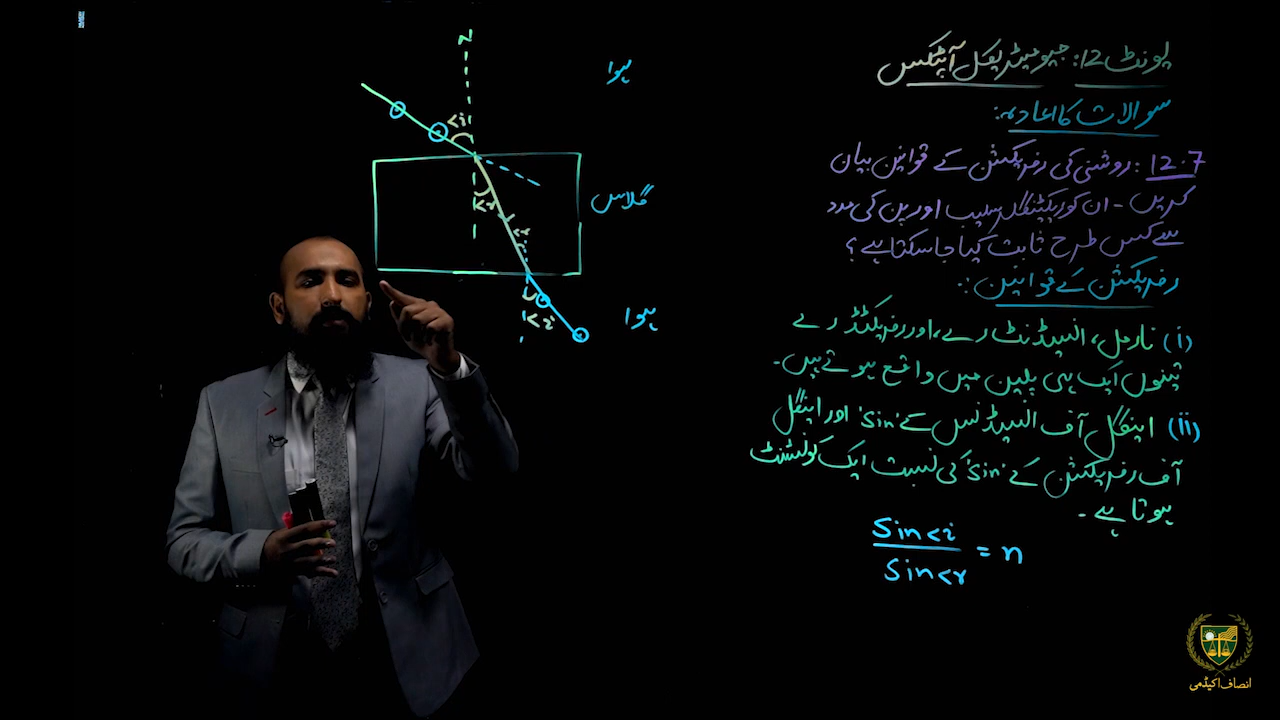 یونٹ 12: جیومیٹریکل آپٹکس
سوالات کا اعادہ:
12.7: روشنی کی رفریکشن کے قوانین بیان
کریں۔ ان کو ریکٹینگلر سلیب اور پن کی مدد
سے کس طرح ثابت کیا جا سکتا ہے؟
رفریکشن کے قوانین:
(i) نارمل، انسیڈنٹ رے، اور رفریکٹڈ رے
تینوں ایک ہی پلین میں واقع ہوتے ہیں۔
(ii) اینگل آف انسیڈنس کے 'Sin' اور اینگل
آف رفریکشن کے 'Sin' کی نسبت ایک کونسٹنٹ
ہوتا ہے۔
Sin<i
Sin<r
= n
N
ہوا
<i
گلاس
<r
<r
ہوا
<i
انصاف اکیڈمی